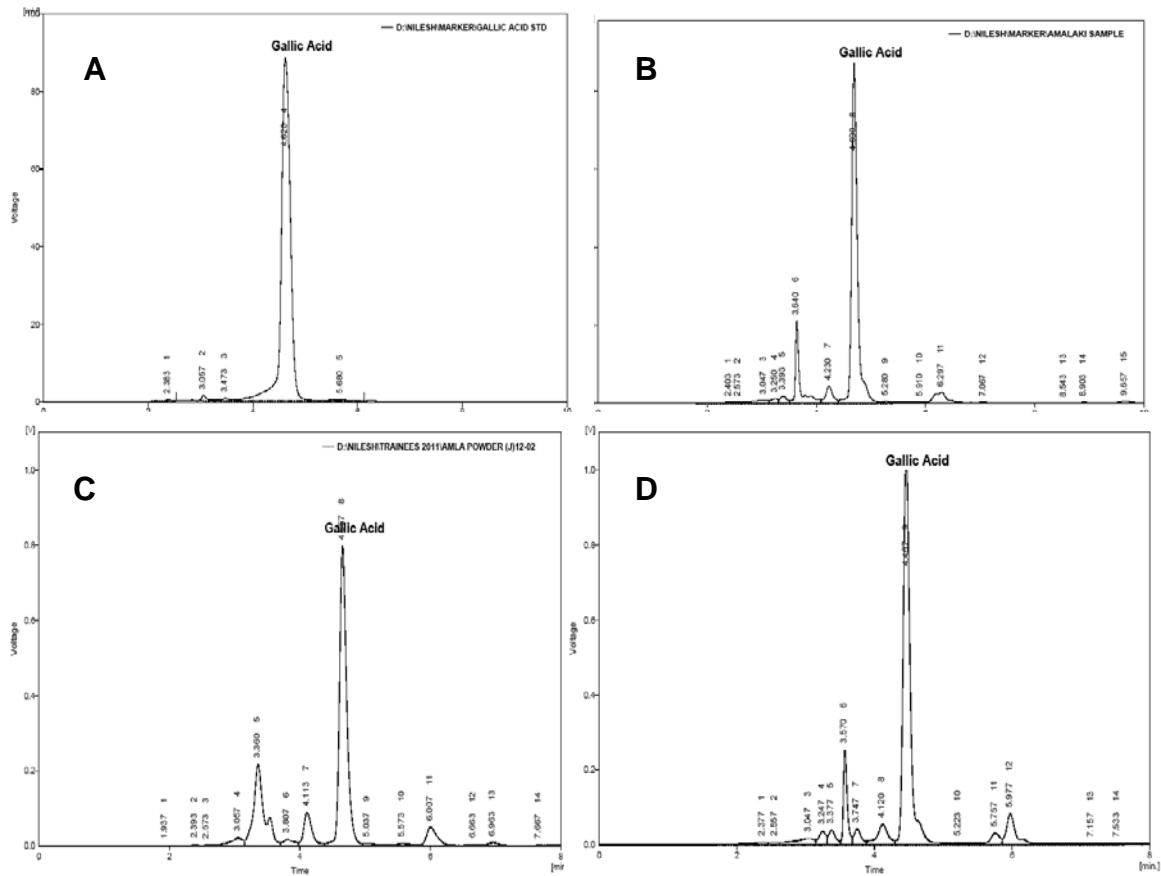 D:\NILESH\MARKER\GALLIC ACID STD
Gallic Acid
A
80
60
40
20
0
Voltage
2.383 1
3.057 2
3.473 3
4.620 4
5.680 5
D:\NILESH\MARKER\AMALAKI SAMPLE
Gallic Acid
B
2.403 1
2.573 2
3.047 3
3.250 4
3.393 5
3.640 6
4.230 7
5.280 9
5.910 10
6.297 11
7.067 12
8.543 13
8.903 14
9.657 15
[V]
D:\NILESH\TRAINEES 2011\AMLA POWDER (J)12-02
C
Gallic Acid
1.0
0.8
0.6
0.4
0.2
0.0
Voltage
1.937 1
2.393 2
2.573 3
3.057 4
3.360 5
3.807 6
4.113 7
8
5.037 9
5.573 10
6.007 11
6.663 12
6.963 13
7.667 14
0 2 4 6 8
Time
[min.]
[V]
Gallic Acid
D
1.0
0.8
0.6
0.4
0.2
0.0
Voltage
2.377 1
2.557 2
3.047 3
3.247 4
3.377 5
3.570 6
3.747 7
4.120 8
4.467 9
5.223 10
5.757 11
5.977 12
7.157 13
7.533 14
0 2 4 6 8
Time
[min.]